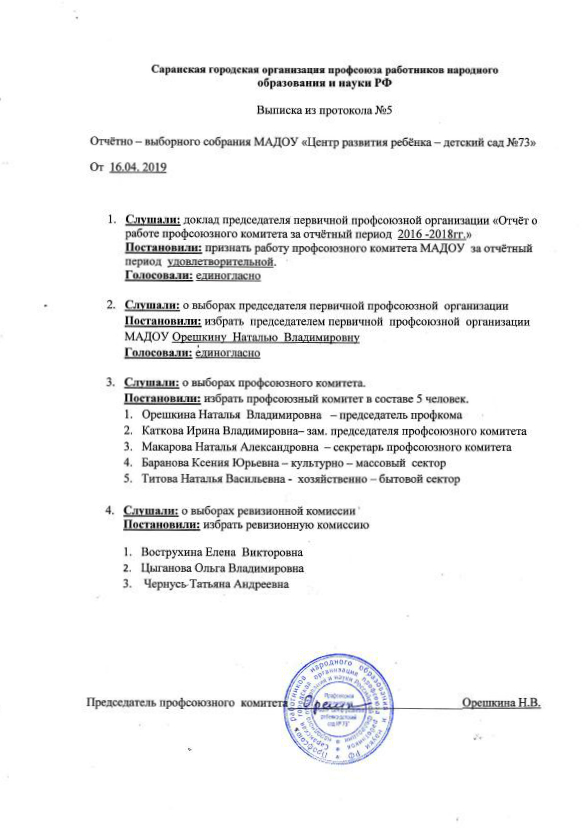 Саранская городская организация профсоюза работников народного
образования и науки РФ
Выписка из протокола №5
Отчётно – выборного собрания МАДОУ «Центр развития ребёнка – детский сад №73»
От 16.04. 2019
1. Слушали: доклад председателя первичной профсоюзной организации «Отчёт о
работе профсоюзного комитета за отчётный период 2016 -2018гг.»
Постановили: признать работу профсоюзного комитета МАДОУ за отчётный
период удовлетворительной.
Голосовали: единогласно
2. Слушали: о выборах председателя первичной профсоюзной организации
Постановили: избрать председателем первичной профсоюзной организации
МАДОУ Орешкину Наталью Владимировну
Голосовали: единогласно
3. Слушали: о выборах профсоюзного комитета.
Постановили: избрать профсоюзный комитет в составе 5 человек.
1. Орешкина Наталья Владимировна – председатель профкома
2. Каткова Ирина Владимировна– зам. председателя профсоюзного комитета
3. Макарова Наталья Александровна – секретарь профсоюзного комитета
4. Баранова Ксения Юрьевна – культурно – массовый сектор
5. Титова Наталья Васильевна - хозяйственно – бытовой сектор
4. Слушали: о выборах ревизионной комиссии
Постановили: избрать ревизионную комиссию
1. Вострухина Елена Викторовна
2. Цыганова Ольга Владимировна
3. Чернусь Татьяна Андреевна
Председатель профсоюзного комитета Орешкина Н.В.